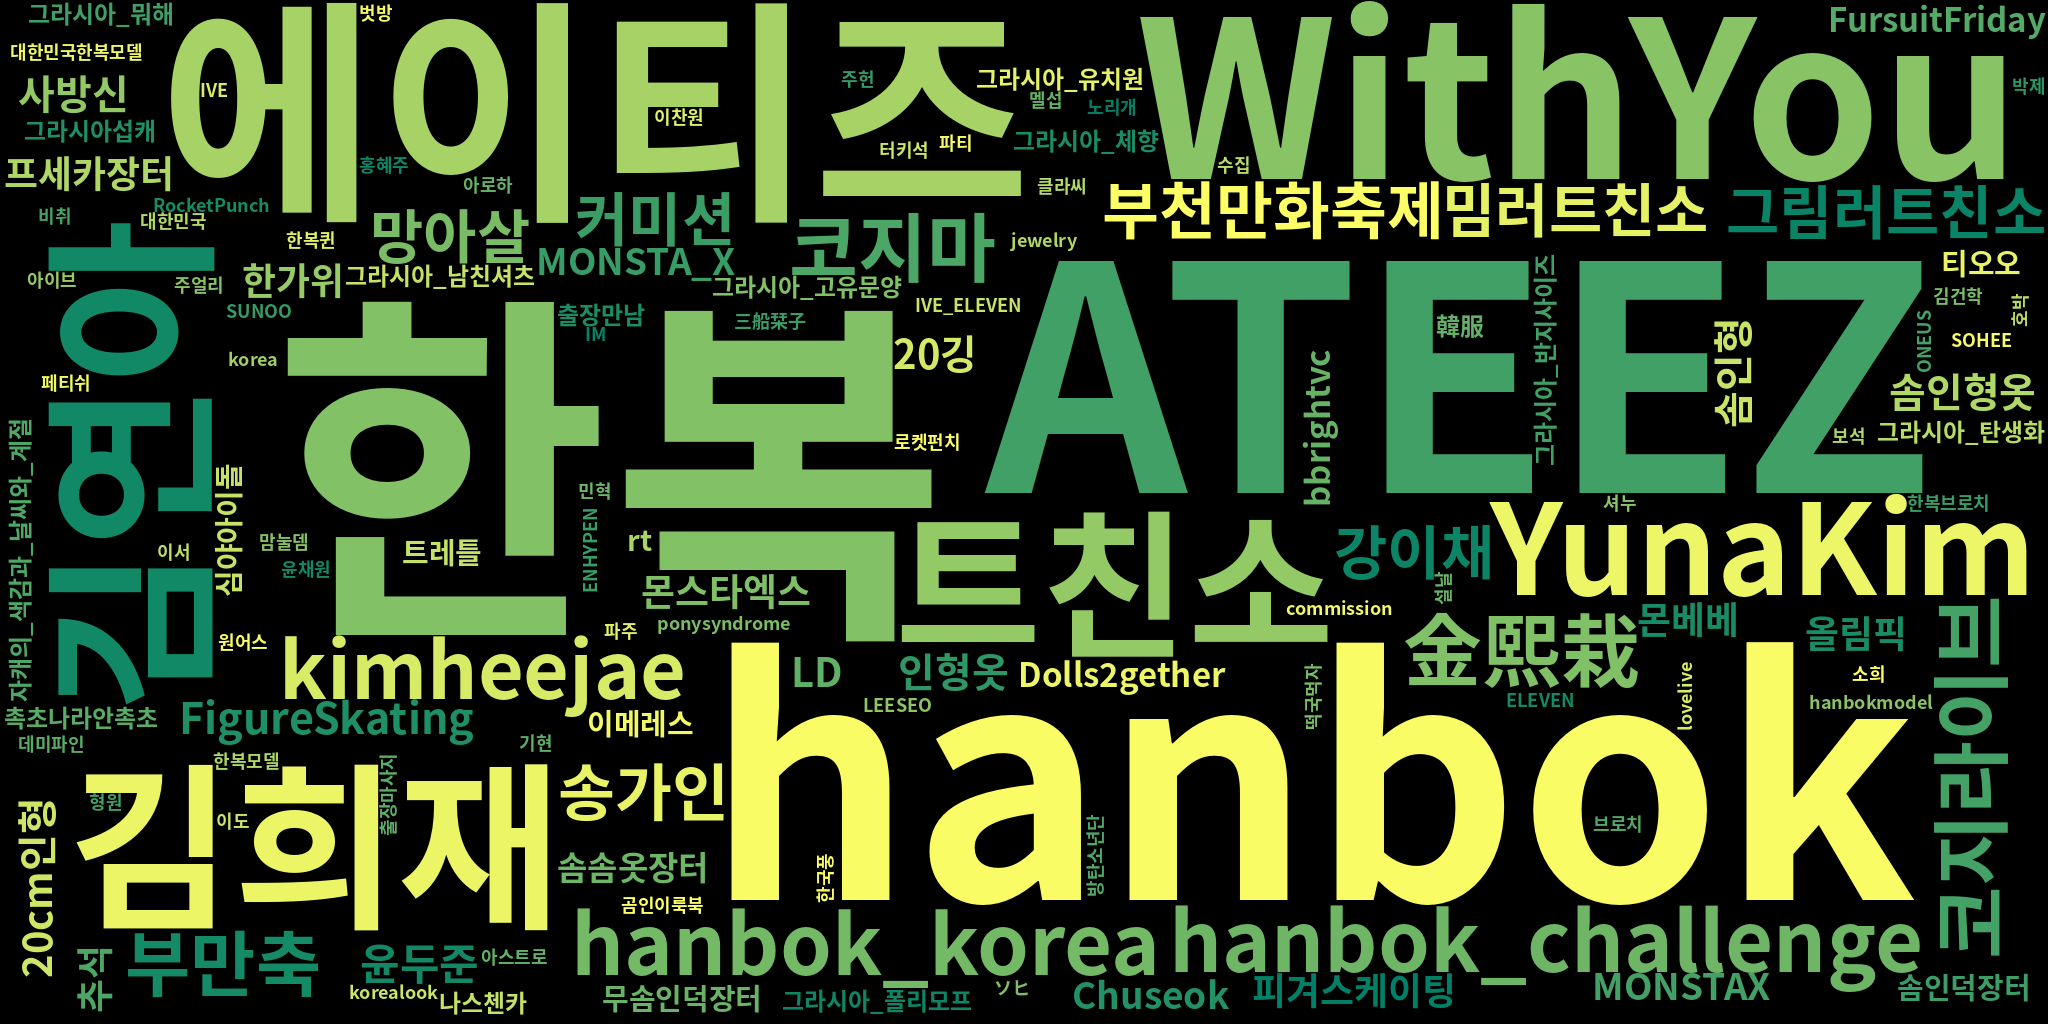 그라시아_뭐해
벗방
에이티즈
WithYou
FursuitFriday
대한민국한복모델
사방신
IVE
주헌
그라시아_유치원
박제
이찬원
멜섭
노리개
그라시아섭캐
터키석
파티
그라시아_체향
프세카장터
홍혜주
아로하
클라씨
수집
비취
RocketPunch
대한민국
한복퀸
망아살
커미션
코지마
jewelry
부천만화축제
밈러트친소
그림러트친소
아이브
주얼리
한가위
그라시아_남친셔츠
MONSTA_X
그라시아_고유문양
IVE_ELEVEN
티오오
김건학
호박
SUNOO
출장만남
IM
三船栞子
20깅
ATEEZ
韓服
그라시아_반지사이즈
솜인형
ONEUS
SOHEE
김연아
korea
한복
bbrightvc
솜인형옷
페티쉬
로켓펀치
보석
그라시아_탄생화
자캐의_색감과_날씨와_계절
심야아이돌
민혁
셔누
한복브로치
맘눌뎀
이서
윤채원
트레틀
ENHYPEN
rt
트친소
강이채
YunaKim
설날
몬스타엑스
commission
ponysyndrome
파주
원어스
金熙栽
몬베베
올림픽
코지라이브
kimheejae
LD
인형옷
Dolls2gether
떡국먹자
lovelive
소희
촉초나라안촉초
FigureSkating
이메레스
LEESEO
ELEVEN
hanbokmodel
데미파인
기현
hanbok
한복모델
출장마사지
송가인
형원
김희재
이도
브로치
20cm인형
솜솜옷장터
한국풍
방탄소년단
곰인이룩북
추석
부만축
윤두준
아스트로
hanbok_korea
hanbok_challenge
korealook
나스첸카
무솜인덕장터
그라시아_폴리모프
ソヒ
Chuseok
피겨스케이팅
MONSTAX
솜인덕장터